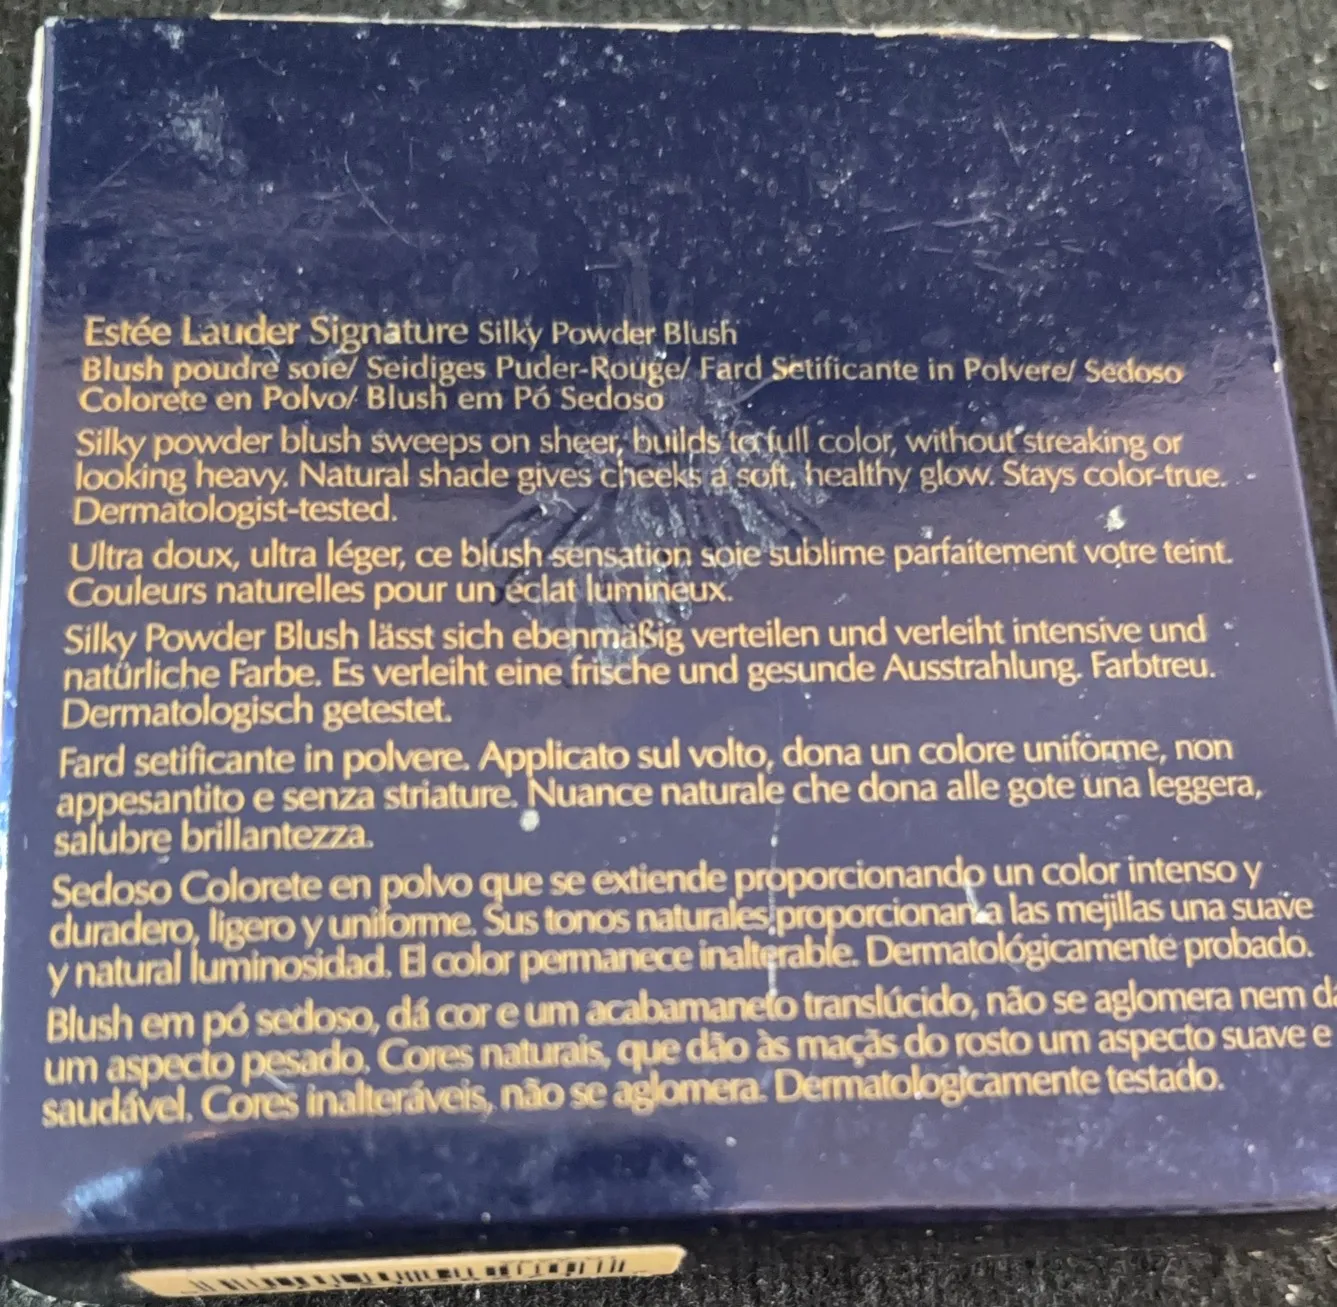 Estée Lauder Signature Silky Powder Blush
Blush poudre soie/ Seidiges Puder-Rouge/ Fard Setificante in Polvere/ Sedoso
Colorete en Polvo/ Blush em Pó Sedoso
Silky powder blush sweeps on sheer, builds to full color, without streaking or
looking heavy. Natural shade gives cheeks a soft, healthy glow. Stays color-true.
Dermatologist-tested.
Ultra doux, ultra léger, ce blush sensation soie sublime parfaitement votre teint.
Couleurs naturelles pour un éclat lumineux.
Silky Powder Blush lässt sich ebenmäßig verteilen und verleiht intensive und
natürliche Farbe. Es verleiht eine frische und gesunde Ausstrahlung. Farbtreu.
Dermatologisch getestet.
Fard setificante in polvere. Applicato sul volto, dona un colore uniforme, non
appesantito e senza striature. Nuance naturale che dona alle gote una leggera,
salubre brillantezza.
Sedoso Colorete en polvo que se extiende proporcionando un color intenso y
duradero, ligero y uniforme. Sus tonos naturales proporcionan a las mejillas una suave
y natural luminosidad. El color permanece inalterable. Dermatológicamente probado.
Blush em pó sedoso, dá cor e um acabamaneto translúcido, não se aglomera nem
um aspecto pesado. Cores naturais, que dão às maçãs do rosto um aspecto suave e
saudável. Cores inalteráveis, não se aglomera. Dermatologicamente testado.